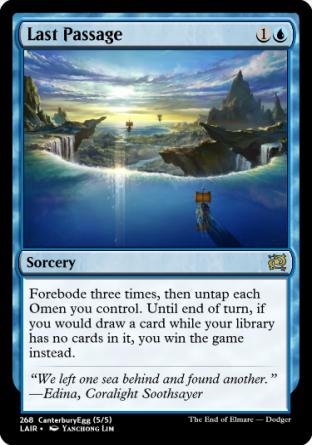 Last Passage 1
Sorcery
Forebode three times, then untap each
Omen you control. Until end of turn, if
you would draw a card while your library
has no cards in it, you win the game
instead.
“We left one sea behind and found another.”
—Edina, Coralight Soothsayer
268 CanterburyEgg (5/5) The End of Elmare — Dodger
LAIR • Yanchong Lim